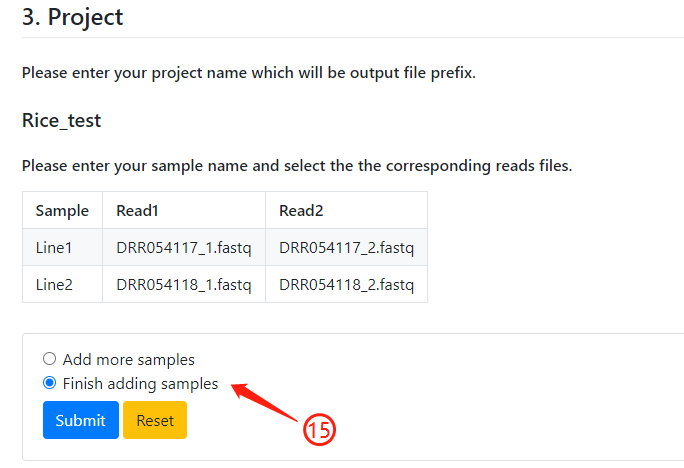 3. Project
Please enter your project name which will be output file prefix.
Rice_test
Please enter your sample name and select the the corresponding reads files.
Sample Read1 Read2
Line1 DRR054117_1.fastq DRR054117_2.fastq
Line2 DRR054118_1.fastq DRR054118_2.fastq
Add more samples
Finish adding samples
Submit Reset
15